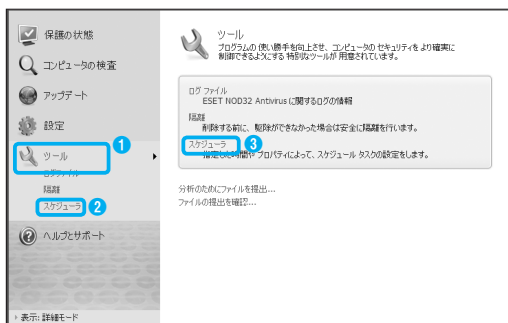 保護の状態
コンピュータの検査
アップデート
設定
1
ツール
ログファイル
隔離
スケジューラ 2
ヘルプとサポート
表示: 詳細モード
ツール
プログラムの使い勝手を向上させ、コンピュータのセキュリティをより確実に
制御できるようにする特別なツールが用意されています。
ログ ファイル
ESET NOD32 Antivirus に関するログの情報
隔離
削除する前に、駆除ができなかった場合は安全に隔離を行います。
スケジューラ 3
指定した時間やプロパティによって、スケジュール タスクの設定をします。
分析のためにファイルを提出...
ファイルの提出を確認...